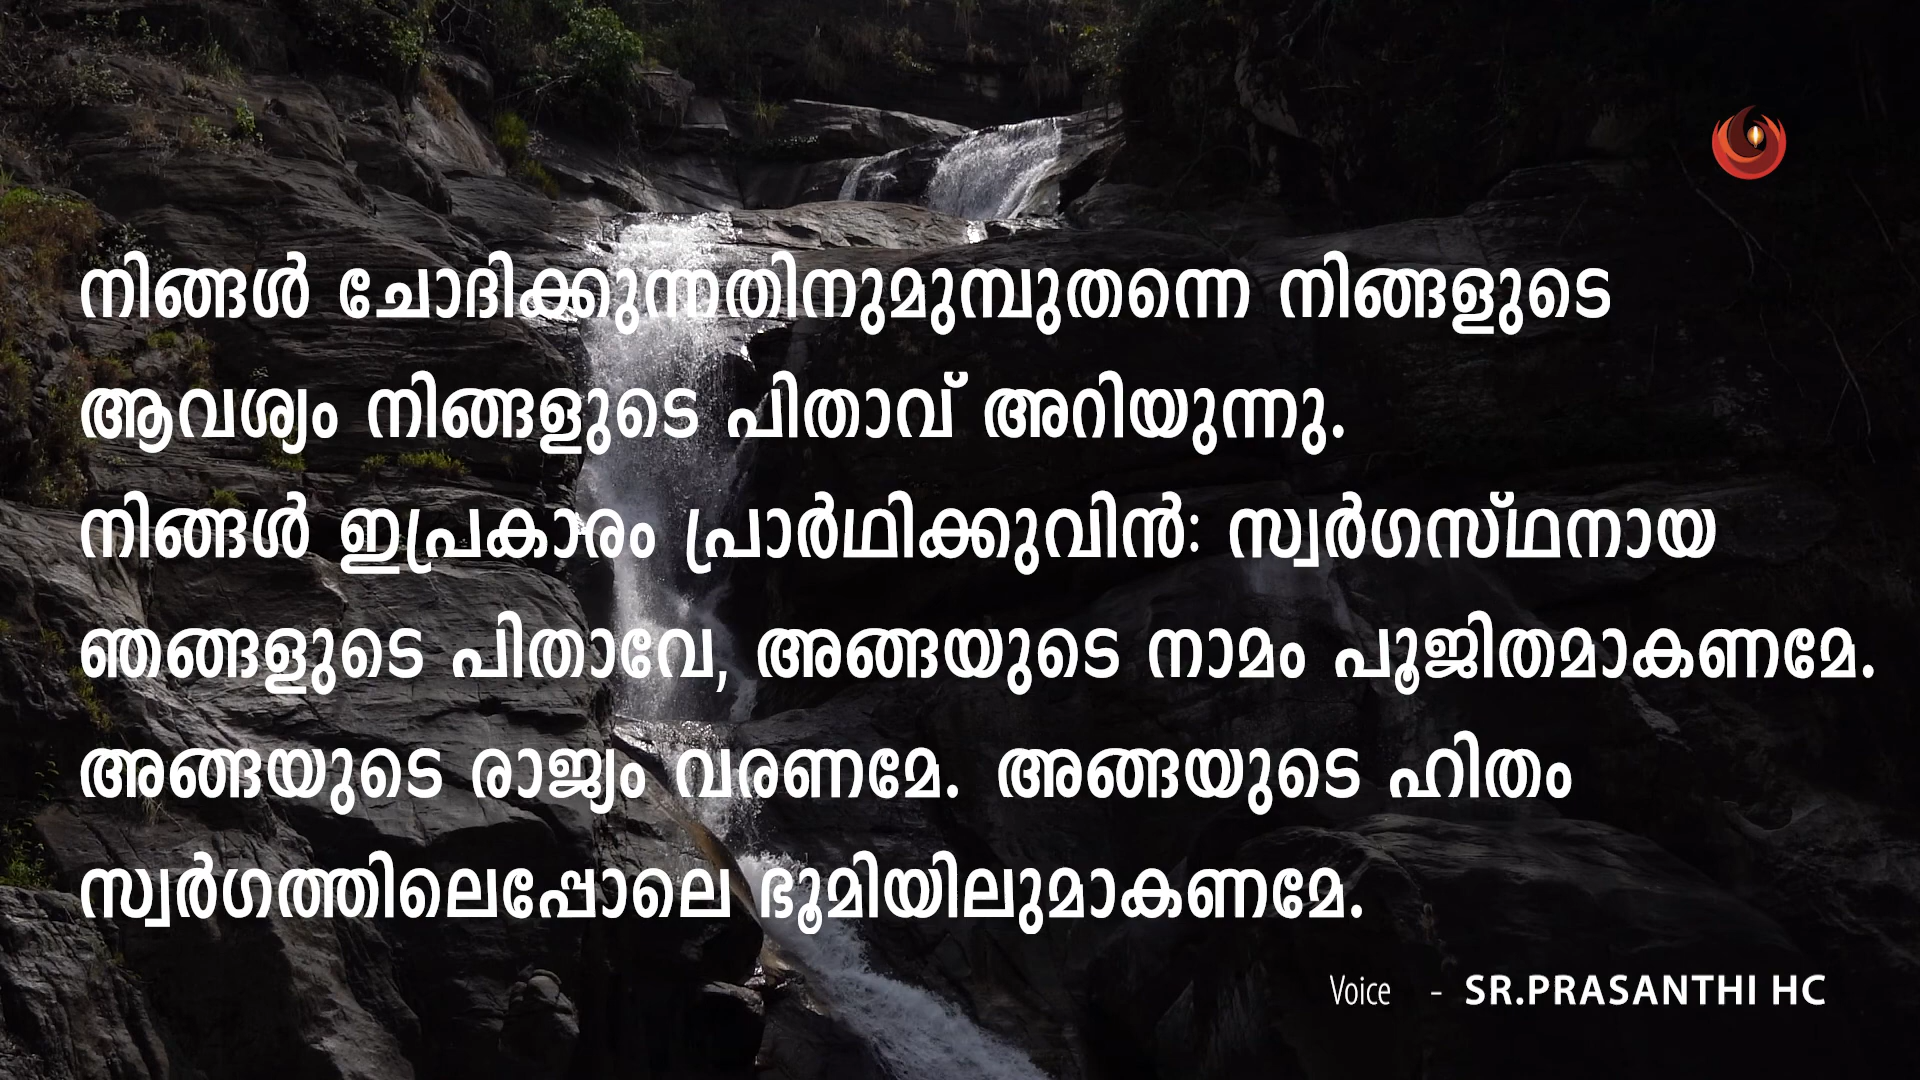 നിങ്ങൾ ചോദിക്കുന്നതിനുമുമ്പുതന്നെ നിങ്ങളുടെ
ആവശ്യം നിങ്ങളുടെ പിതാവ് അറിയുന്നു.
നിങ്ങൾ ഇപ്രകാരം പ്രാർഥിക്കുവിൻ: സ്വർഗസ്ഥനായ
ഞങ്ങളുടെ പിതാവേ, അങ്ങയുടെ നാമം പൂജിതമാകണമേ.
അങ്ങയുടെ രാജ്യം വരണമേ. അങ്ങയുടെ ഹിതം
സ്വർഗത്തിലെപ്പോലെ ഭൂമിയിലുമാകണമേ.
Voice - SR.PRASANTHI HC